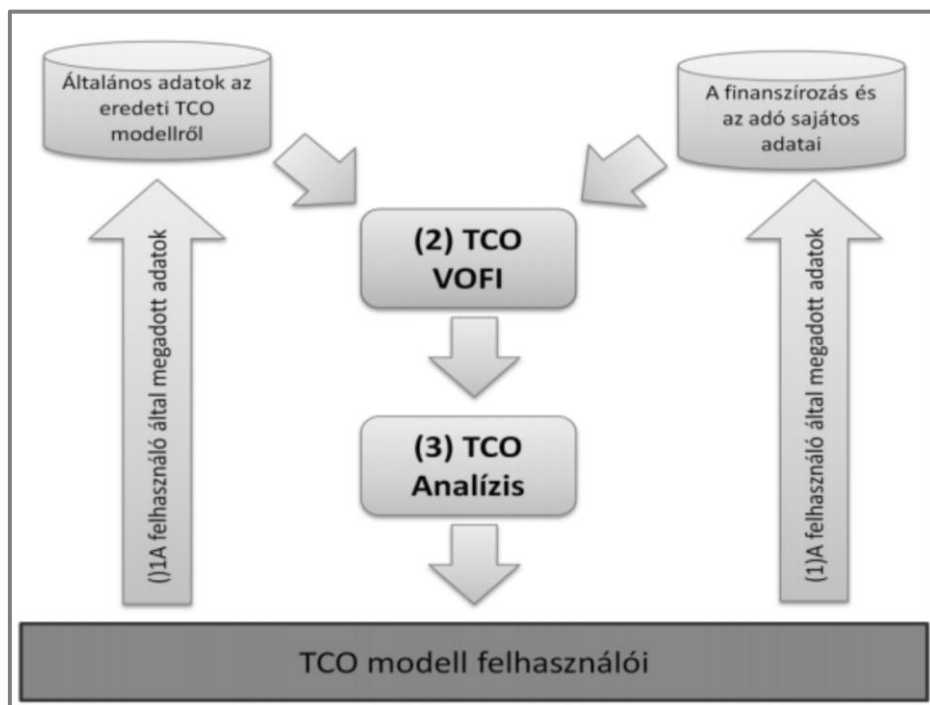 Általános adatok az
eredeti TCO
modellről
A finanszírozás és
az adó sajátos
adatai
(2) TCO
VOFI
(3) TCO
Analízis
()1A felhasználó által megadott adatok
(1)A felhasználó által megadott adatok
TCO modell felhasználói